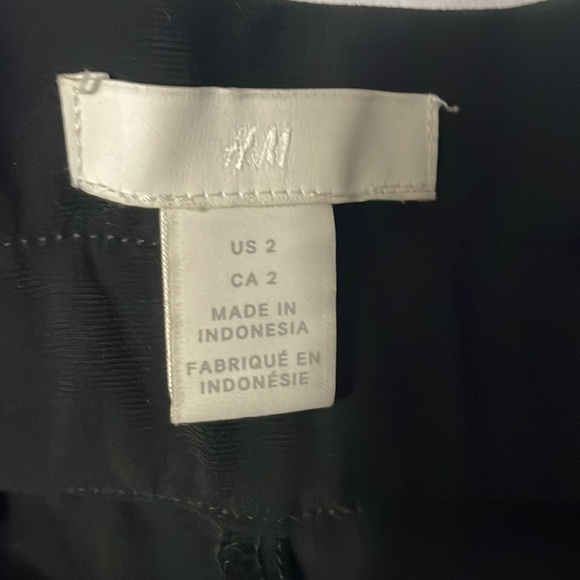 H&M
US 2
CA 2
MADE IN
INDONESIA
FABRIQUÉ EN
INDONÉSIE